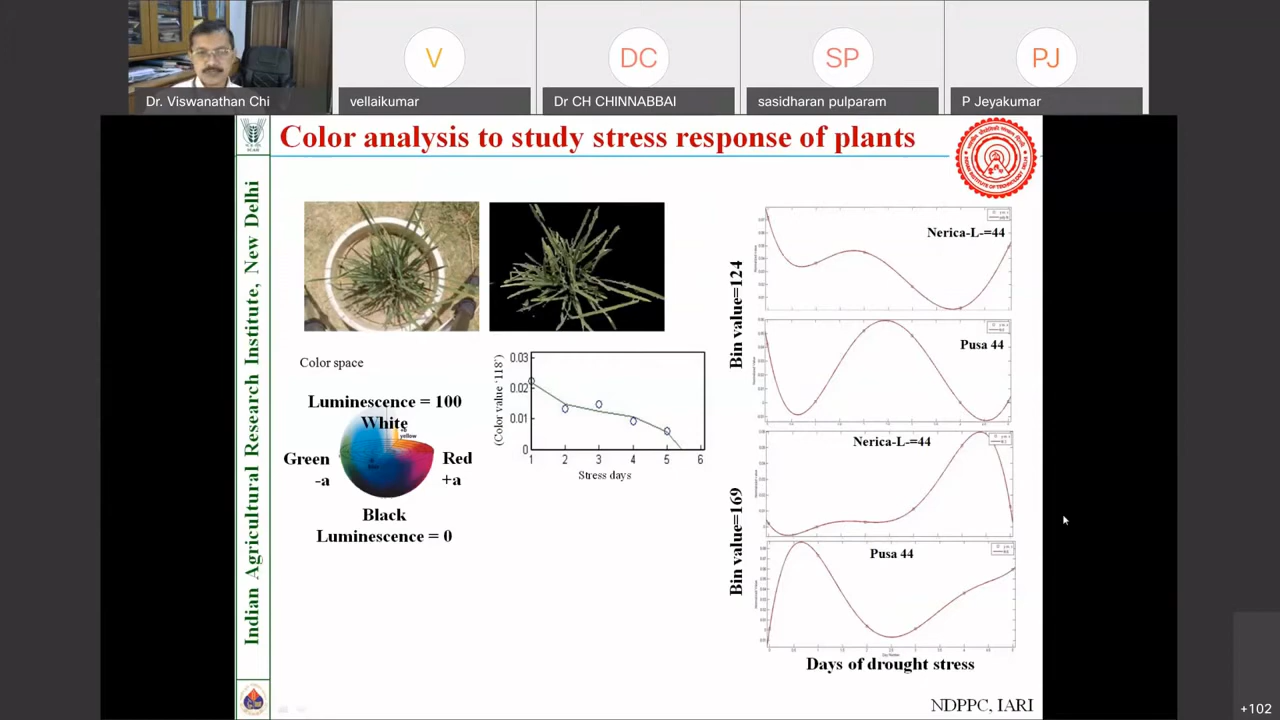 V
DC
SP
PJ
Dr. Viswanathan Chi
vellaikumar
Dr CH CHINNABBAI
sasidharan pulparam
P Jeyakumar
Color analysis to study stress response of plants
Indian Agricultural Research Institute, New Delhi
Color space
Luminescence = 100
White
yellow
Green
-a
Red
+a
Black
Luminescence = 0
(Color value '118')
0.03
0.02
0.01
0
1 2 3 4 5 6
Stress days
Bin value=124
Nerica-L-=44
Pusa 44
Bin value=169
Nerica-L-=44
Pusa 44
Days of drought stress
NDPPC, IARI
+102